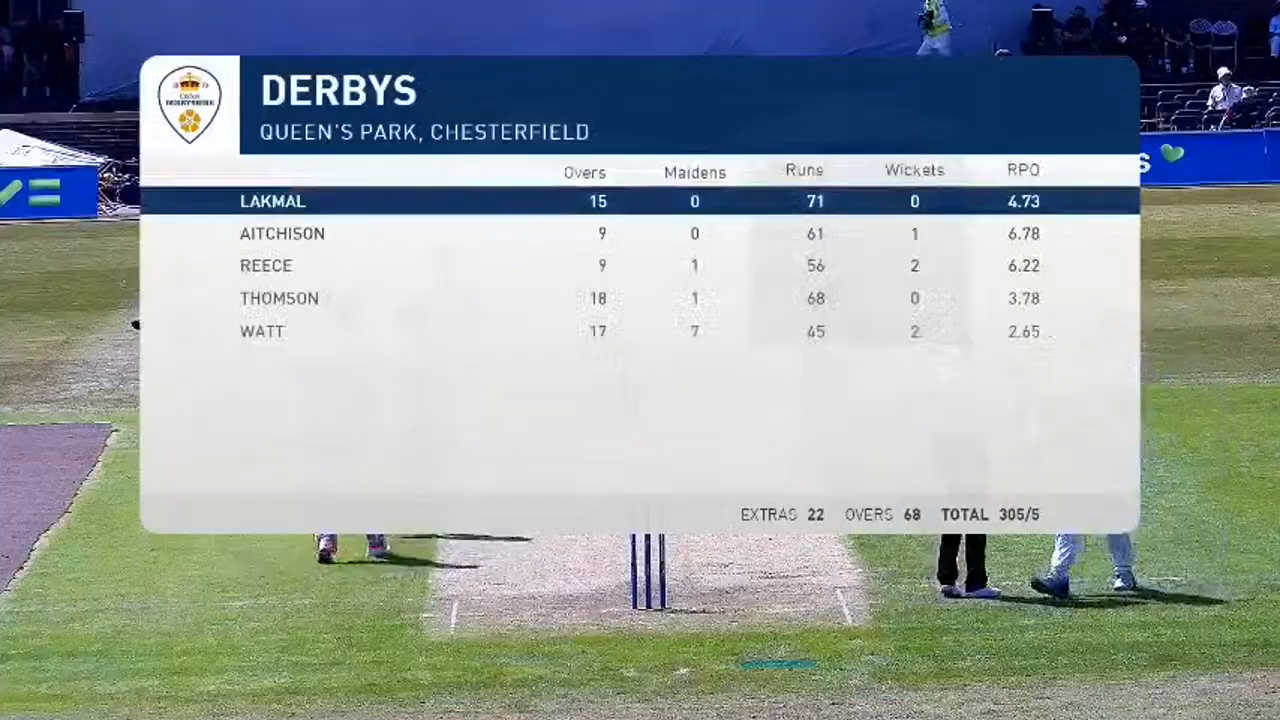 DERBYS
QUEEN'S PARK, CHESTERFIELD
Overs Maidens Runs Wickets RPO
LAKMAL 15 0 71 0 4.73
AITCHISON 9 0 61 1 6.78
REECE 9 1 56 2 6.22
THOMSON 18 1 68 0 3.78
WATT 17 7 45 2 2.65
EXTRAS 22 OVERS 68 TOTAL 305/5